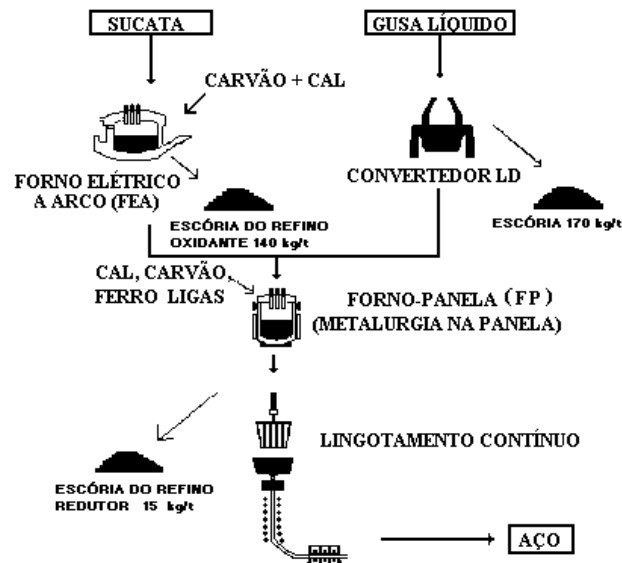 SUCATA
GUSA LÍQUIDO
CARVÃO + CAL
FORNO ELÉTRICO
A ARCO (FEA)
CONVERTEDOR LD
ESCÓRIA DO REFINO
OXIDANTE 140 kg/t
ESCÓRIA 170 kg/t
CAL, CARVÃO,
FERRO LIGAS
FORNO-PANELA (FP)
(METALURGIA NA PANELA)
LINGOTAMENTO CONTÍNUO
ESCÓRIA DO REFINO
REDUTOR 15 kg/t
AÇO